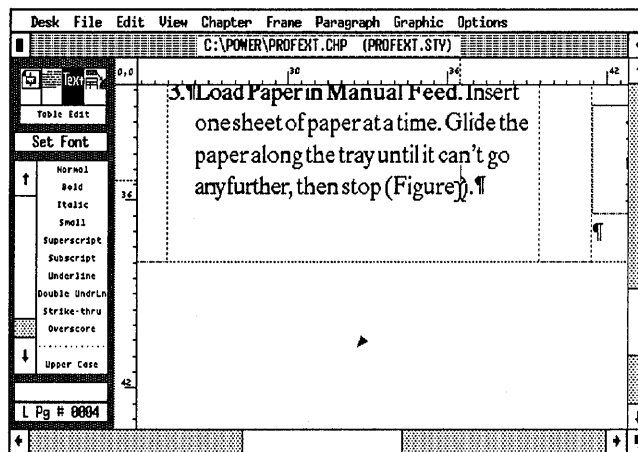 Desk File Edit View Chapter Frame Paragraph Graphic Options
C:\POWER\PROFEXT.CHP (PROFEXT.STY)
0,0 30 36 42
Text
Table Edit
Set Font
Normal
Bold
Italic
Small
Superscript
Subscript
Underline
Double UndrLn
Strike-thru
Overscore
Upper Case
L Pg # 0004
36
42
3.¶Load Paper in Manual Feed. Insert
one sheet of paper at a time. Glide the
paper along the tray until it can't go
anyfurther, then stop (Figure).¶
¶